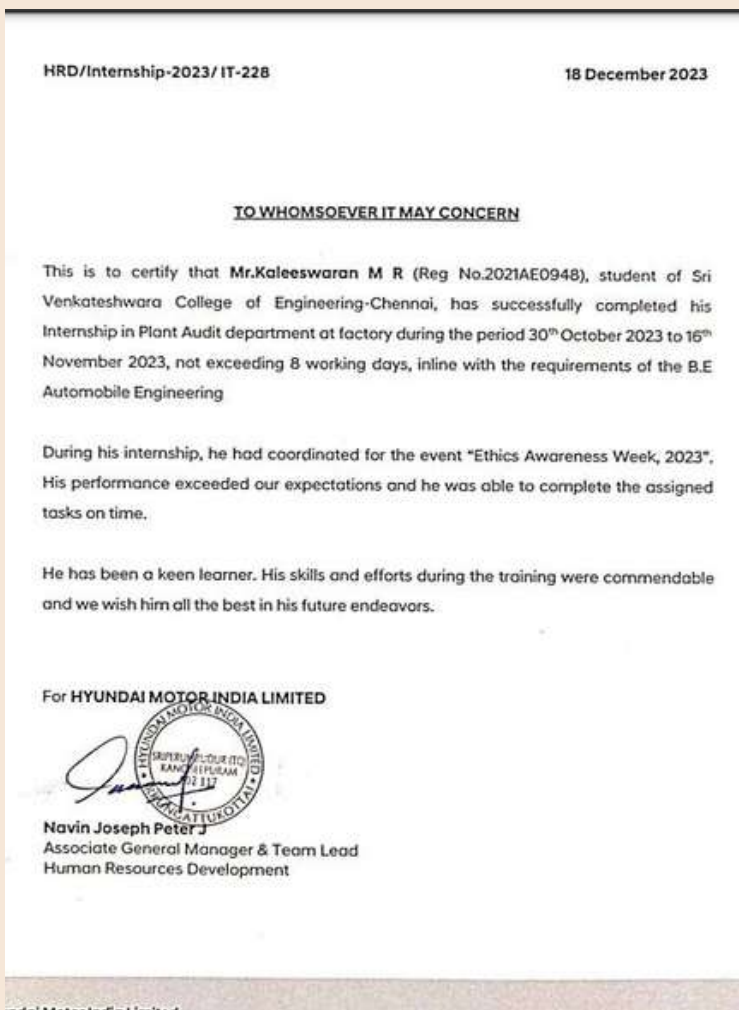 HRD/Internship-2023/ IT-228
18 December 2023
TO WHOMSOEVER IT MAY CONCERN
This is to certify that Mr.Kaleeswaran M R (Reg No.2021AE0948), student of Sri
Venkateshwara College of Engineering-Chennai, has successfully completed his
Internship in Plant Audit department at factory during the period 30th October 2023 to 16th
November 2023, not exceeding 8 working days, inline with the requirements of the B.E
Automobile Engineering
During his internship, he had coordinated for the event "Ethics Awareness Week, 2023".
His performance exceeded our expectations and he was able to complete the assigned
tasks on time.
He has been a keen learner. His skills and efforts during the training were commendable
and we wish him all the best in his future endeavors.
For HYUNDAI MOTOR INDIA LIMITED
HYUNDAI MOTOR INDIA LIMITED
Navin Joseph Peter J
Associate General Manager & Team Lead
Human Resources Development